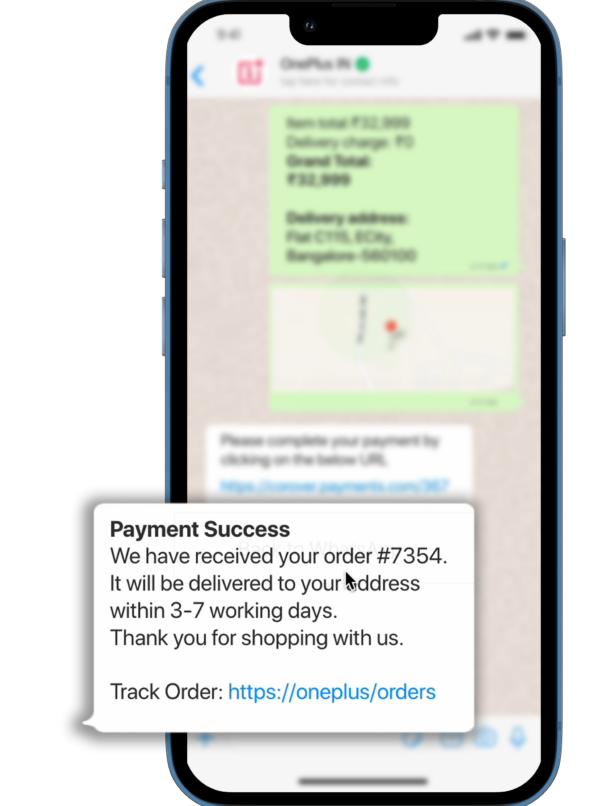 9:41
OnePlus IN
tap here for contact info
Item total ₹32,999
Delivery charge: ₹0
Grand Total:
₹32,999
Delivery address:
Flat C115, ECity,
Bangalore-560100
Please complete your payment by
clicking on the below URL
https://conver.payments.com/367
Payment Success
We have received your order #7354.
It will be delivered to your address
within 3-7 working days.
Thank you for shopping with us.
Track Order: https://oneplus/orders